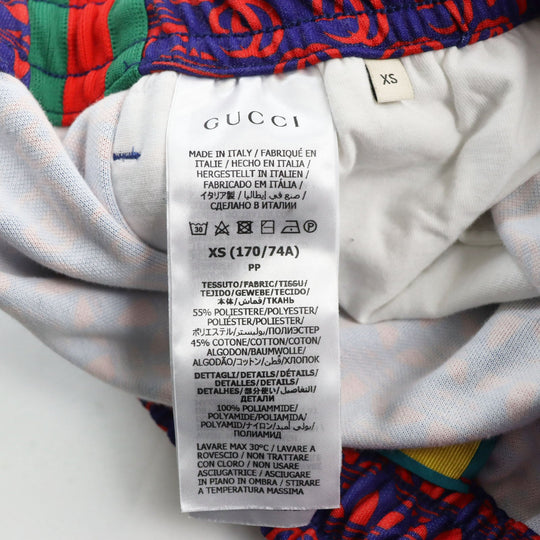 XS
GUCCI
MADE IN ITALY / FABRIQUÉ EN
ITALIE / HECHO EN ITALIA /
HERGESTELLT IN ITALIEN /
FABRICADO EM ITÁLIA /
イタリア製 / صنع في إيطاليا /
СДЕЛАНО В ИТАЛИИ
30
P
XS (170/74A)
PP
TESSUTO/FABRIC/TISSU/
TEJIDO/GEWEBE/TECIDO/
本体/قماش/ТКАНЬ
55% POLIESTERE/POLYESTER/
POLYESTER/POLIÉSTER/
ポリエステル/بوليستر/ПОЛИЭСТЕР
45% COTONE/COTTON/COTON/
ALGODON/BAUMWOLLE/
ALGODÃO/コットン/قطن/ХЛОПОК
DETTAGLI/DETAILS/DÉTAILS/
DETALLES/DETAILS/
DETALHES/部分使い/التفاصيل/
ДЕТАЛИ
100% POLIAMMIDE/
POLYAMIDE/POLYAMIDE/POLIAMIDA/
POLYAMID/ナイロン/بولي أميد/
ПОЛИАМИД
LAVARE MAX 30°C / LAVARE A
ROVESCIO / NON TRATTARE
CON CLORO / NON USARE
ASCIUGATRICE / ASCIUGATURA
IN PIANO IN OMBRA / STIRARE
A TEMPERATURA MASSIMA